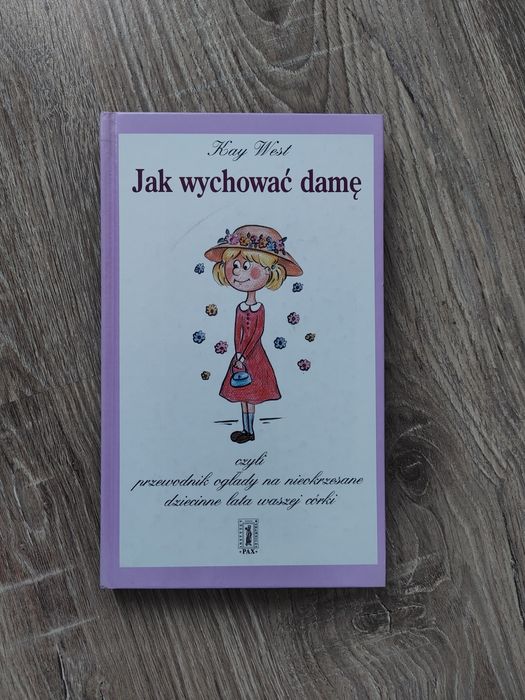 Kay West
Jak wychować damę
czyli
przewodnik ogłady na nieokrzesane
dziecinne lata waszej córki
PAX